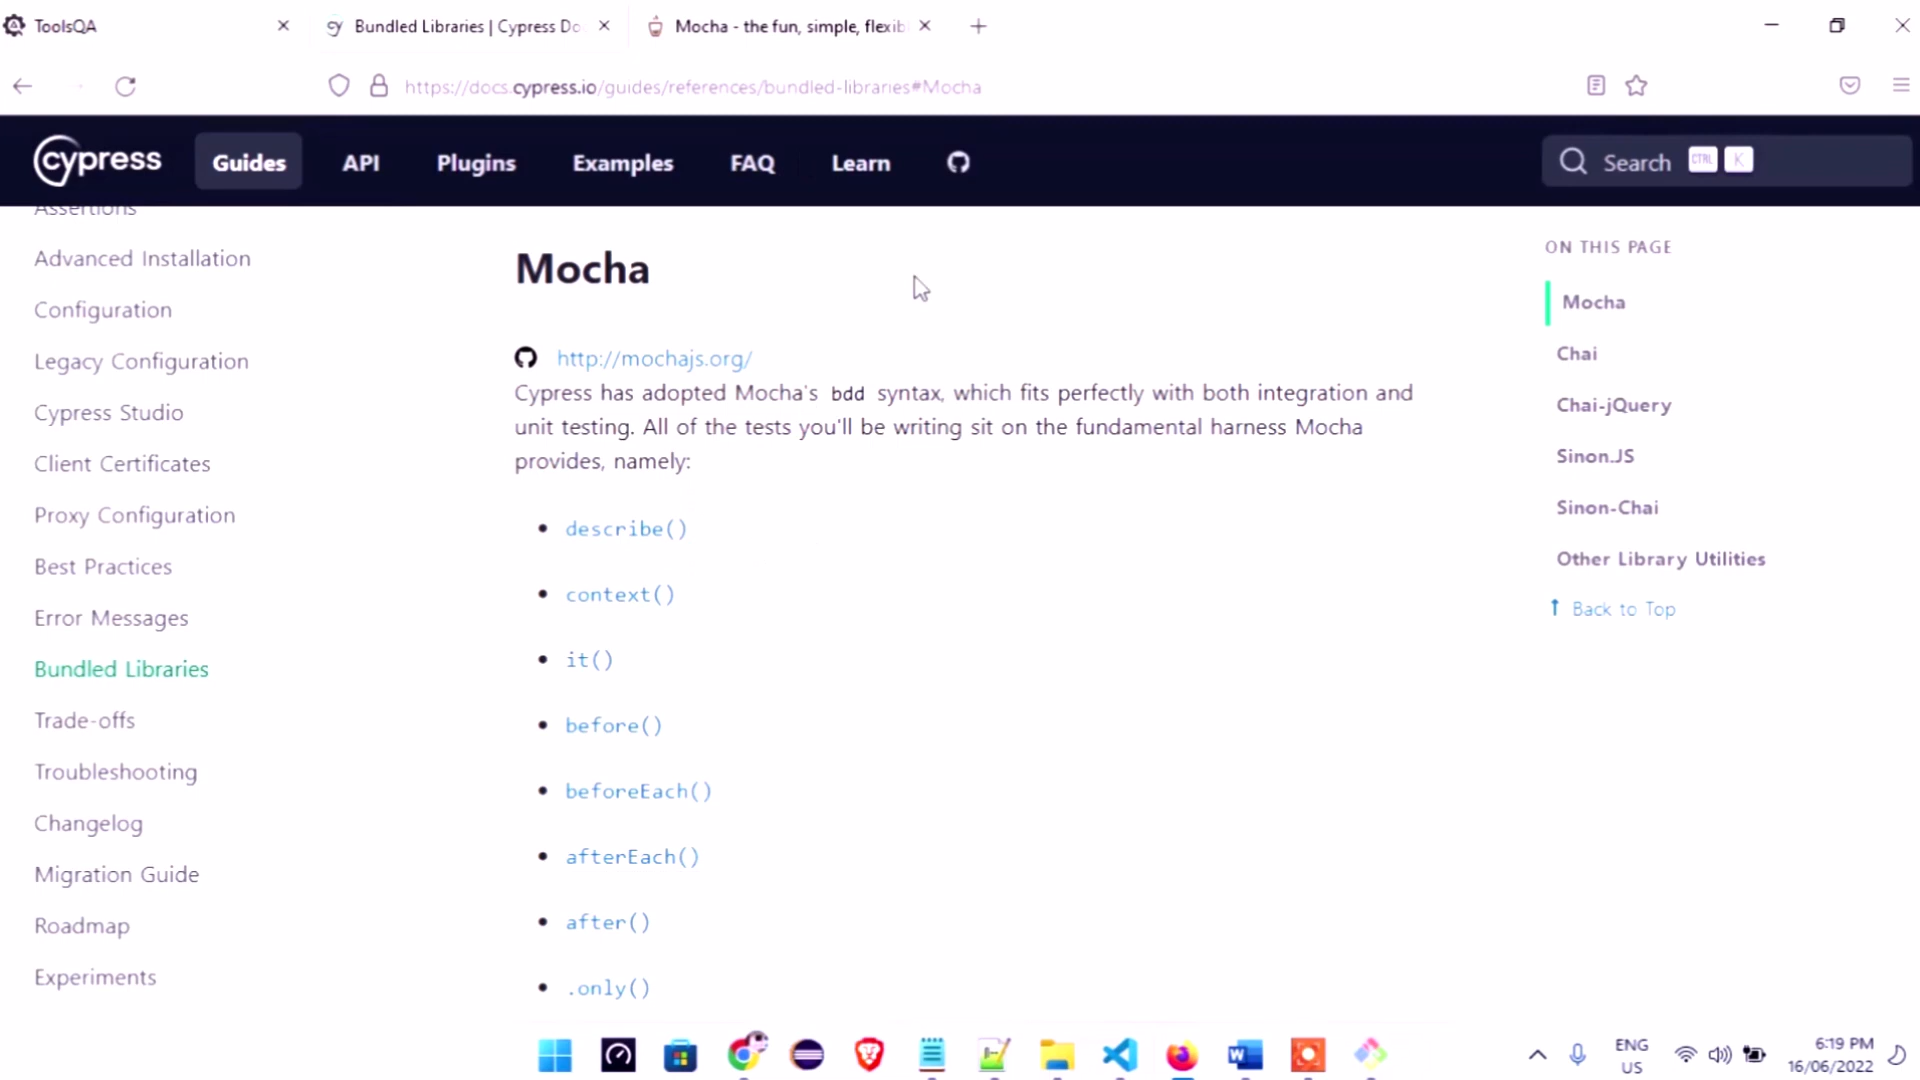 ToolsQA
Bundled Libraries | Cypress Do
Mocha - the fun, simple, flexib
https://docs.cypress.io/guides/references/bundled-libraries#Mocha
cypress
Guides
API
Plugins
Examples
FAQ
Learn
Search CTRL K
Assertions
Advanced Installation
Configuration
Legacy Configuration
Cypress Studio
Client Certificates
Proxy Configuration
Best Practices
Error Messages
Bundled Libraries
Trade-offs
Troubleshooting
Changelog
Migration Guide
Roadmap
Experiments
Mocha
http://mochajs.org/
Cypress has adopted Mocha's bdd syntax, which fits perfectly with both integration and
unit testing. All of the tests you'll be writing sit on the fundamental harness Mocha
provides, namely:
describe()
context()
it()
before()
beforeEach()
afterEach()
after()
.only()
ON THIS PAGE
Mocha
Chai
Chai-jQuery
Sinon.JS
Sinon-Chai
Other Library Utilities
Back to Top
ENG
US
6:19 PM
16/06/2022